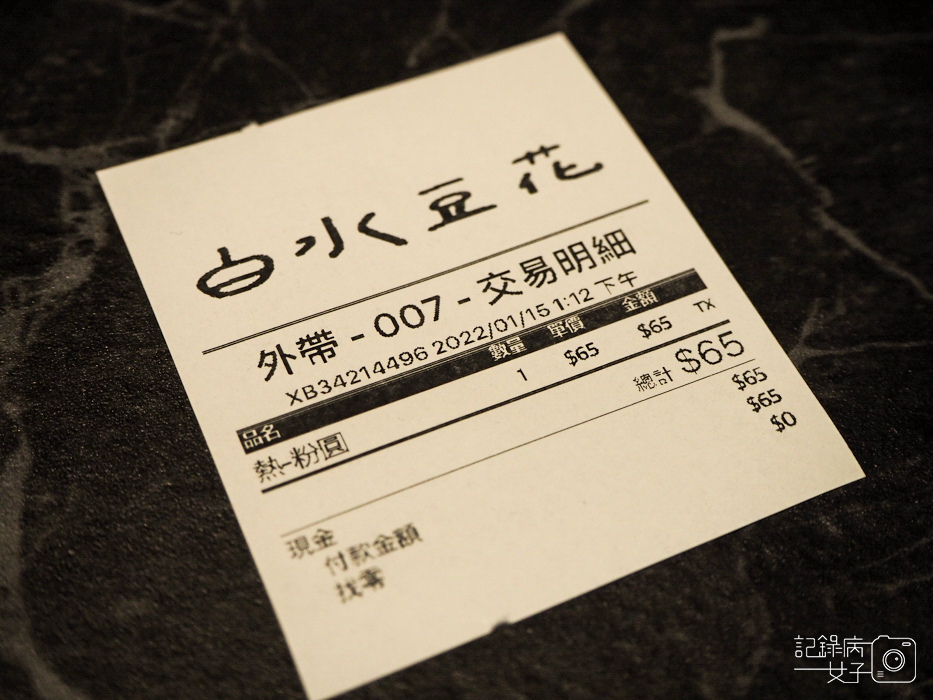 白水豆花
外帶 - 007 - 交易明細
XB34214496 2022/01/15 1:12 下午
品名 數量 單價 金額
熱-粉圓 1 $65 $65 TX
總計 $65
現金 $65
付款金額 $65
找零 $0
記錄病
女子